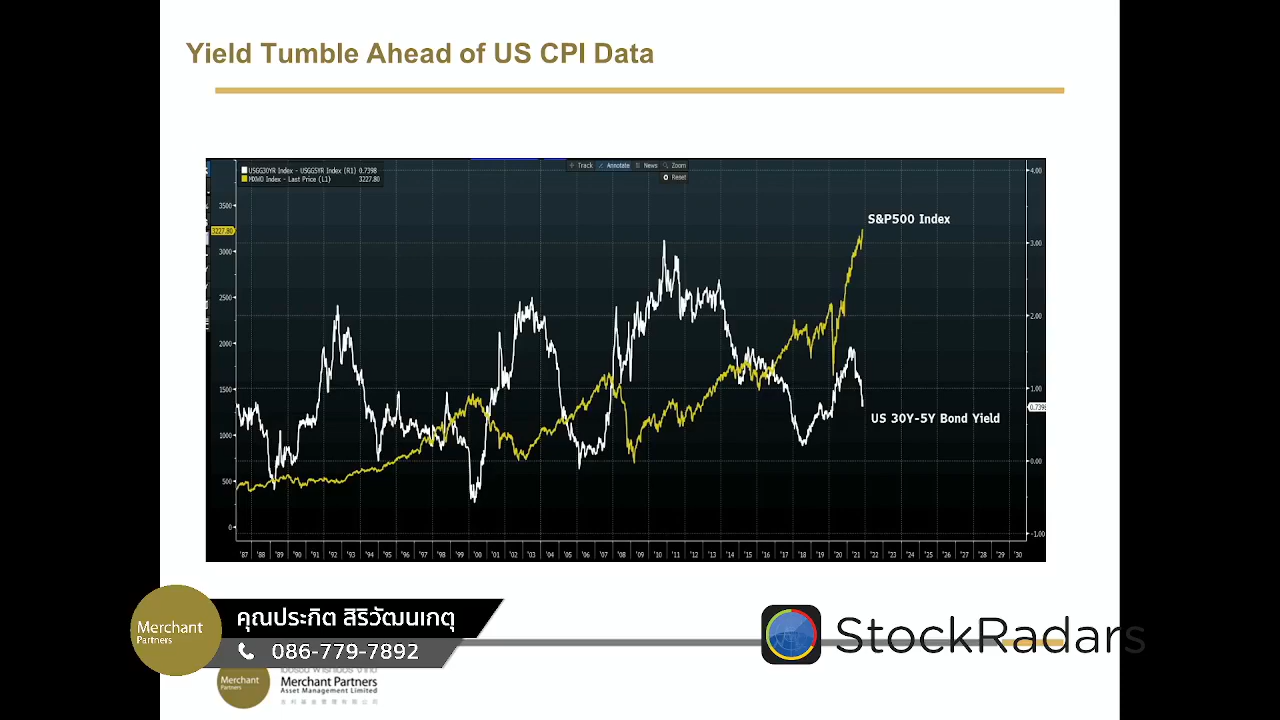 Yield Tumble Ahead of US CPI Data
Track Annotate News Zoom
Reset
USGG30YR Index - USGG5YR Index (R1) 0.7398
MXWO Index - Last Price (L1) 3227.80
S&P500 Index
US 30Y-5Y Bond Yield
3500
3227.80
3000
2500
2000
1500
1000
500
0
4.00
3.00
2.00
1.00
0.7398
0.00
-1.00
'87 '88 '89 '90 '91 '92 '93 '94 '95 '96 '97 '98 '99 '00 '01 '02 '03 '04 '05 '06 '07 '08 '09 '10 '11 '12 '13 '14 '15 '16 '17 '18 '19 '20 '21 '22 '23 '24 '25 '26 '27 '28 '29 '30
Merchant
Partners
คุณประกิต สิริวัฒนเกตุ
086-779-7892
StockRadars
Merchant
Partners
Merchant Partners
Asset Management Limited